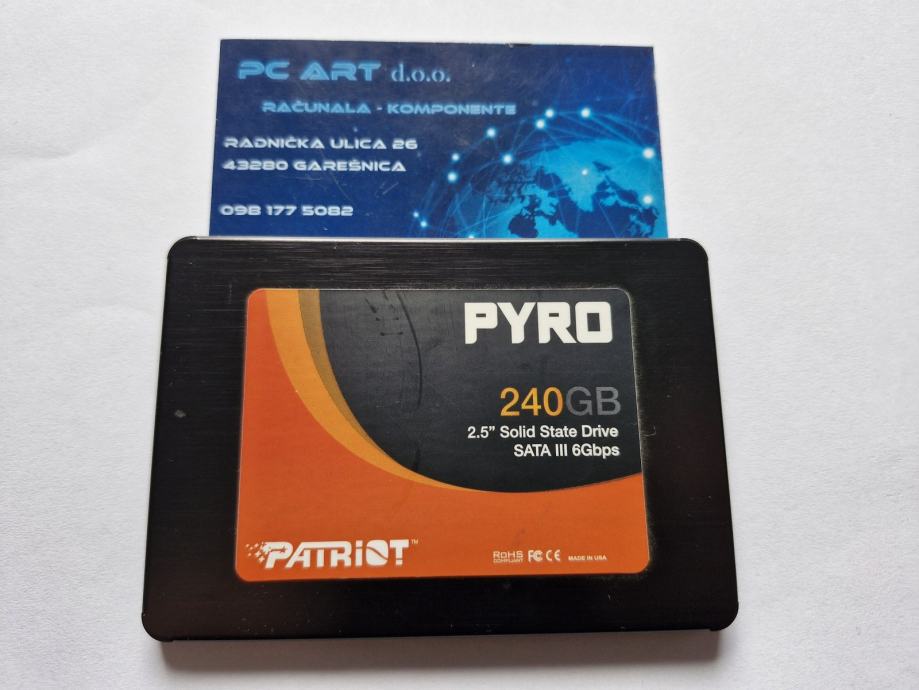 PC ART d.o.o.
RAČUNALA - KOMPONENTE
RADNIČKA ULICA 26
43280 GAREŠNICA
098 177 5082
PYRO
240GB
2.5” Solid State Drive
SATA III 6Gbps
PATRiOT™
RoHS
COMPLIANT
FC CE
MADE IN USA